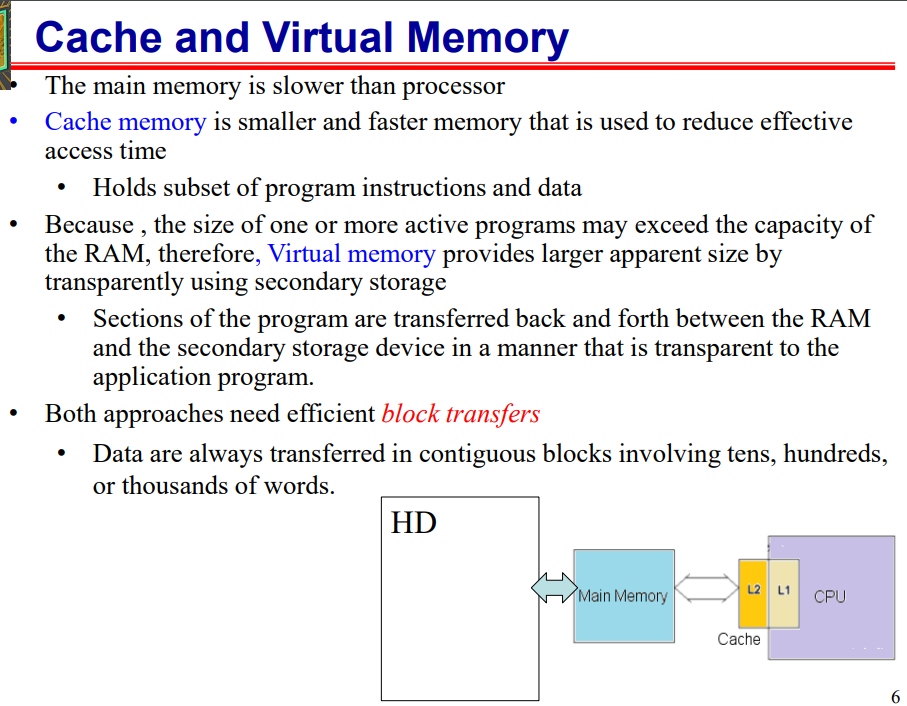 Cache and Virtual Memory
• The main memory is slower than processor
• Cache memory is smaller and faster memory that is used to reduce effective
access time
• Holds subset of program instructions and data
• Because , the size of one or more active programs may exceed the capacity of
the RAM, therefore, Virtual memory provides larger apparent size by
transparently using secondary storage
• Sections of the program are transferred back and forth between the RAM
and the secondary storage device in a manner that is transparent to the
application program.
• Both approaches need efficient block transfers
• Data are always transferred in contiguous blocks involving tens, hundreds,
or thousands of words.
HD
Main Memory
L2
L1
CPU
Cache
6